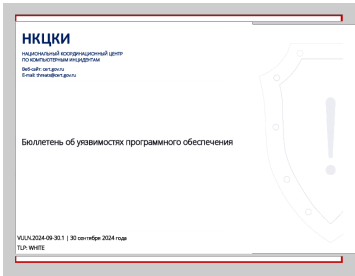 НКЦКИ
НАЦИОНАЛЬНЫЙ КООРДИНАЦИОННЫЙ ЦЕНТР
ПО КОМПЬЮТЕРНЫМ ИНЦИДЕНТАМ
Веб-сайт: cert.gov.ru
E-mail: threats@cert.gov.ru
Бюллетень об уязвимостях программного обеспечения
VULN.2024-09-30.1 | 30 сентября 2024 года
TLP: WHITE